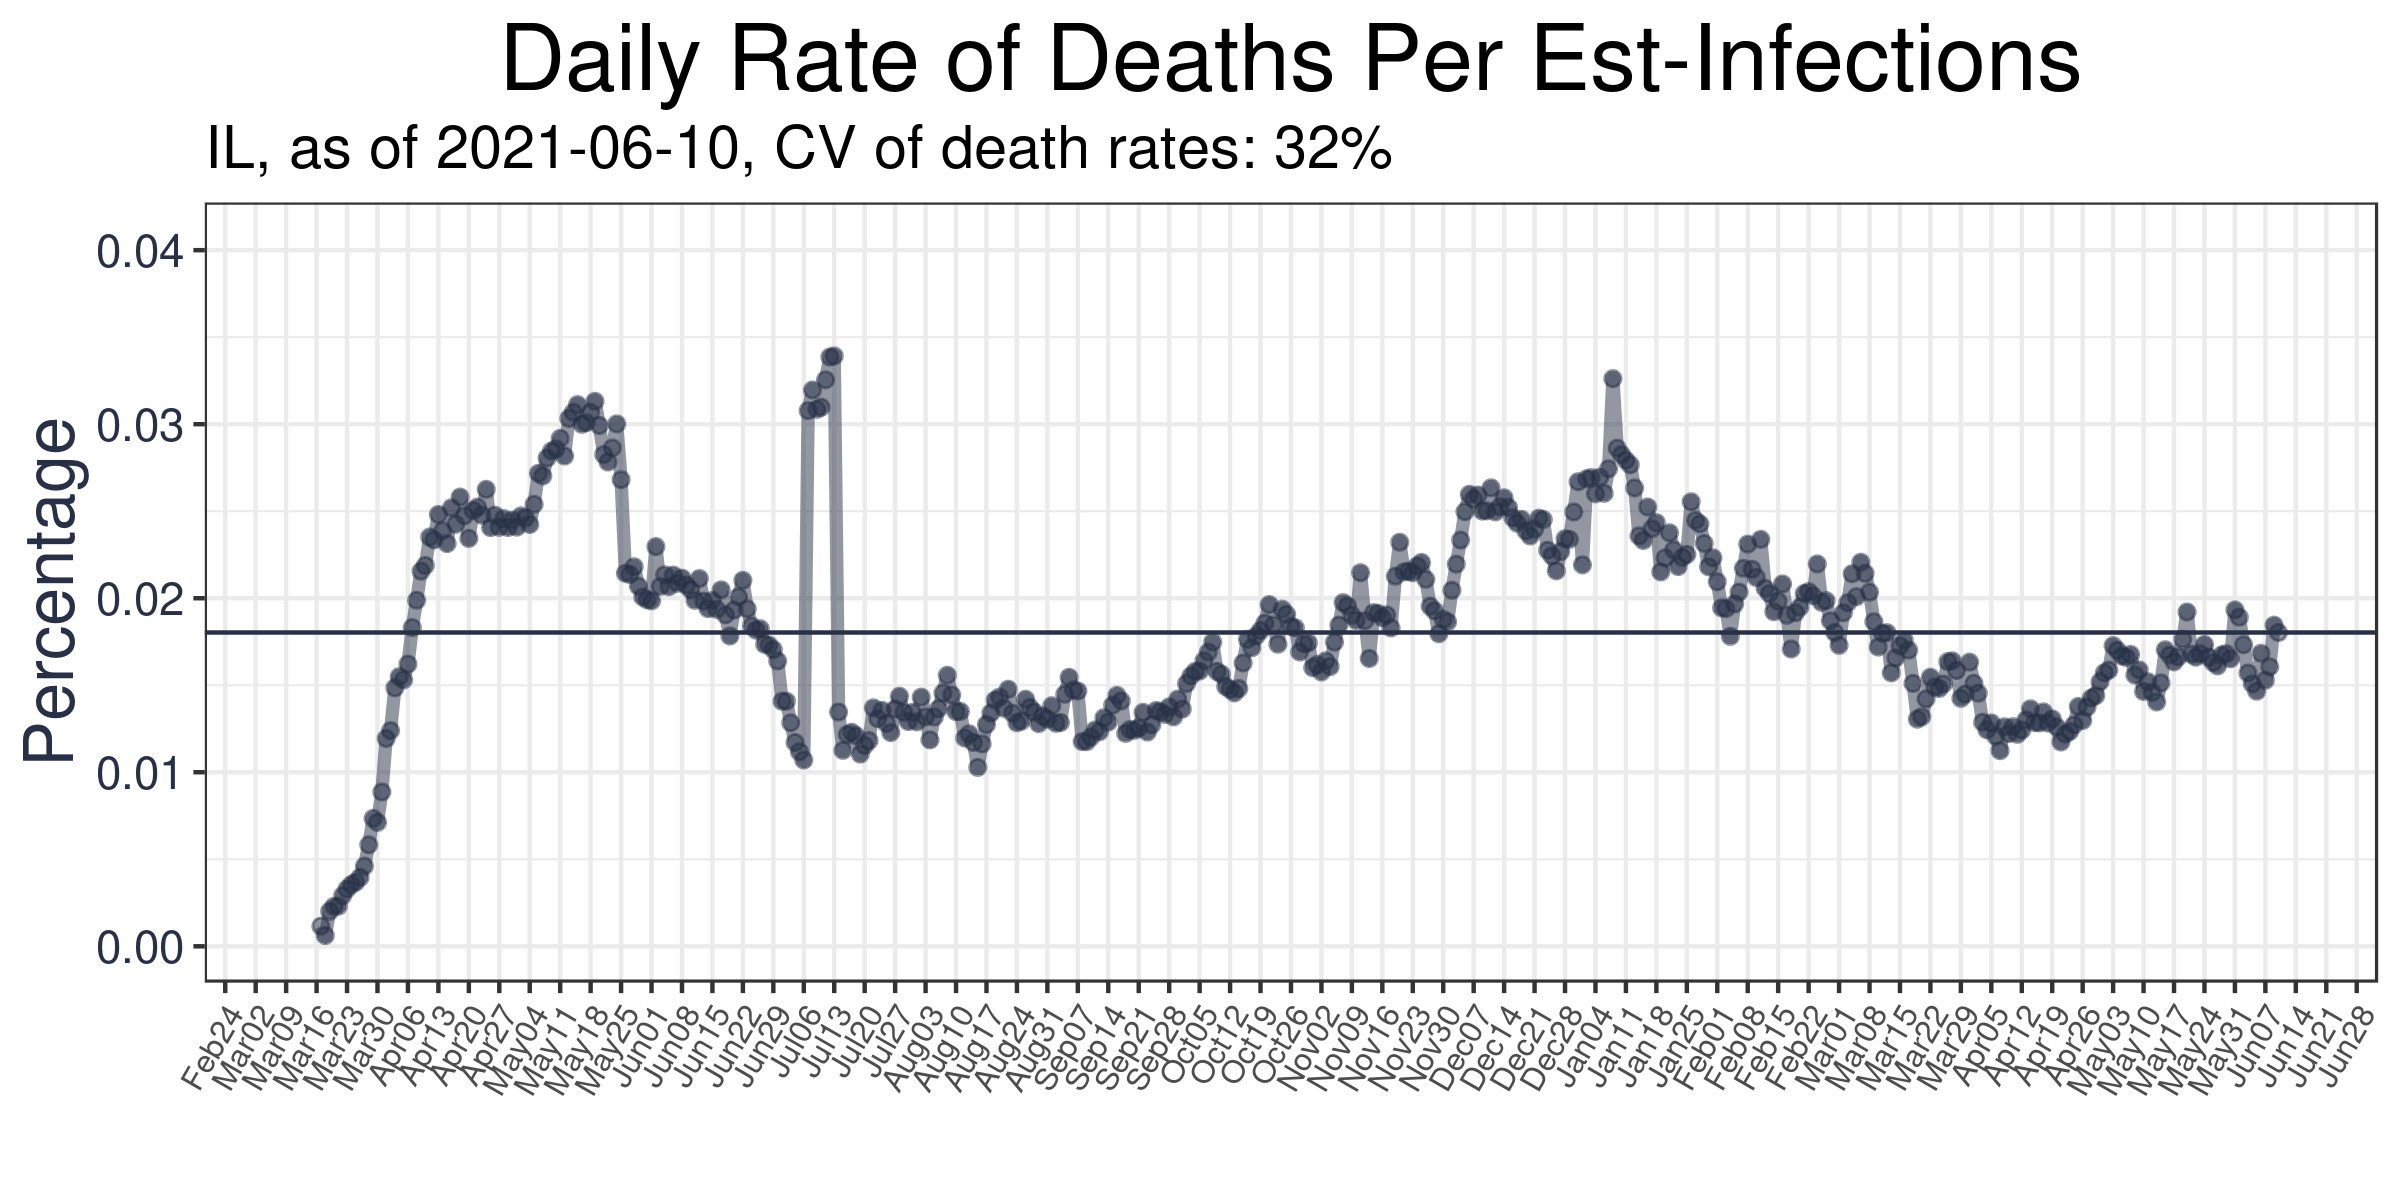 Daily Rate of Deaths Per Est-Infections
IL, as of 2021-06-10, CV of death rates: 32%
Percentage
0.04
0.03
0.02
0.01
0.00
Feb24
Mar02
Mar09
Mar16
Mar23
Mar30
Apr06
Apr13
Apr20
Apr27
May04
May11
May18
May25
Jun01
Jun08
Jun15
Jun22
Jun29
Jul06
Jul13
Jul20
Jul27
Aug03
Aug10
Aug17
Aug24
Aug31
Sep07
Sep14
Sep21
Sep28
Oct05
Oct12
Oct19
Oct26
Nov02
Nov09
Nov16
Nov23
Nov30
Dec07
Dec14
Dec21
Dec28
Jan04
Jan11
Jan18
Jan25
Feb01
Feb08
Feb15
Feb22
Mar01
Mar08
Mar15
Mar22
Mar29
Apr05
Apr12
Apr19
Apr26
May03
May10
May17
May24
May31
Jun07
Jun14
Jun21
Jun28